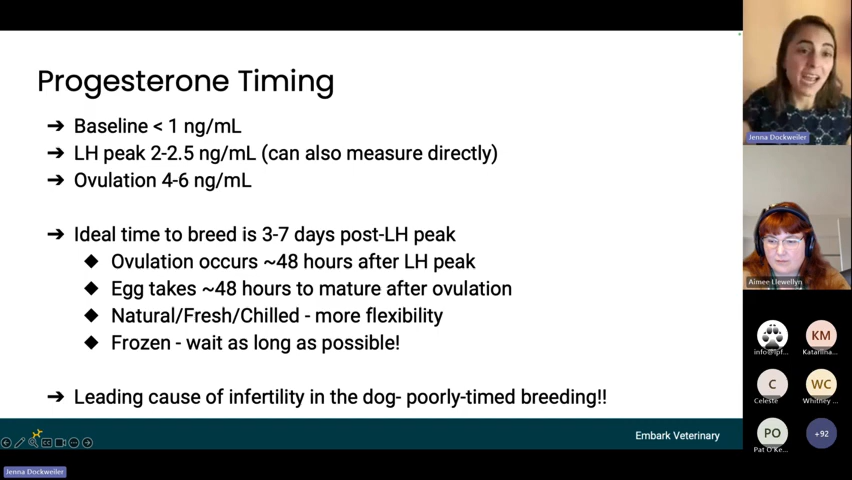 Progesterone Timing
➔ Baseline < 1 ng/mL
➔ LH peak 2-2.5 ng/mL (can also measure directly)
➔ Ovulation 4-6 ng/mL
➔ Ideal time to breed is 3-7 days post-LH peak
◆ Ovulation occurs ~48 hours after LH peak
◆ Egg takes ~48 hours to mature after ovulation
◆ Natural/Fresh/Chilled - more flexibility
◆ Frozen - wait as long as possible!
➔ Leading cause of infertility in the dog- poorly-timed breeding!!
Embark Veterinary
Jenna Dockweiler
Jenna Dockweiler
Aimee Llewellyn
KM
info@ipf...
Katariina...
C
WC
Celeste
Whitney ...
PO
+92
Pat O'Ke...